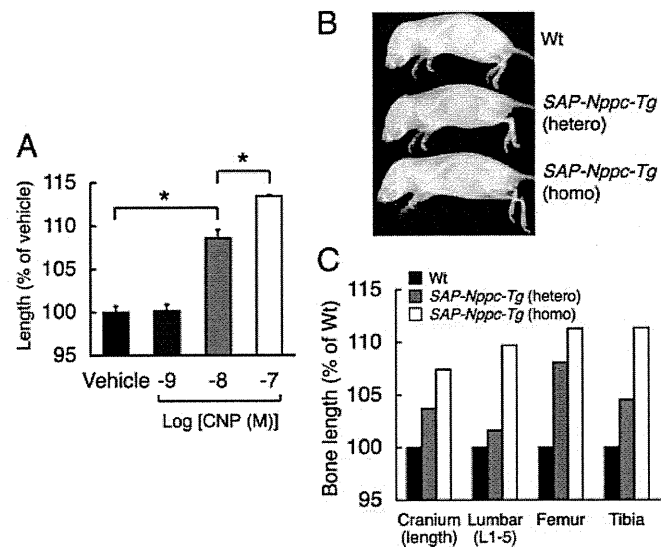 A
Length (% of vehicle)
115
110
105
100
95
*
*
Vehicle -9 -8 -7
Log [CNP (M)]
B
Wt
SAP-Nppc-Tg
(hetero)
SAP-Nppc-Tg
(homo)
C
Wt
SAP-Nppc-Tg (hetero)
SAP-Nppc-Tg (homo)
Bone length (% of Wt)
115
110
105
100
95
Cranium Lumbar Femur Tibia
(length) (L1-5)